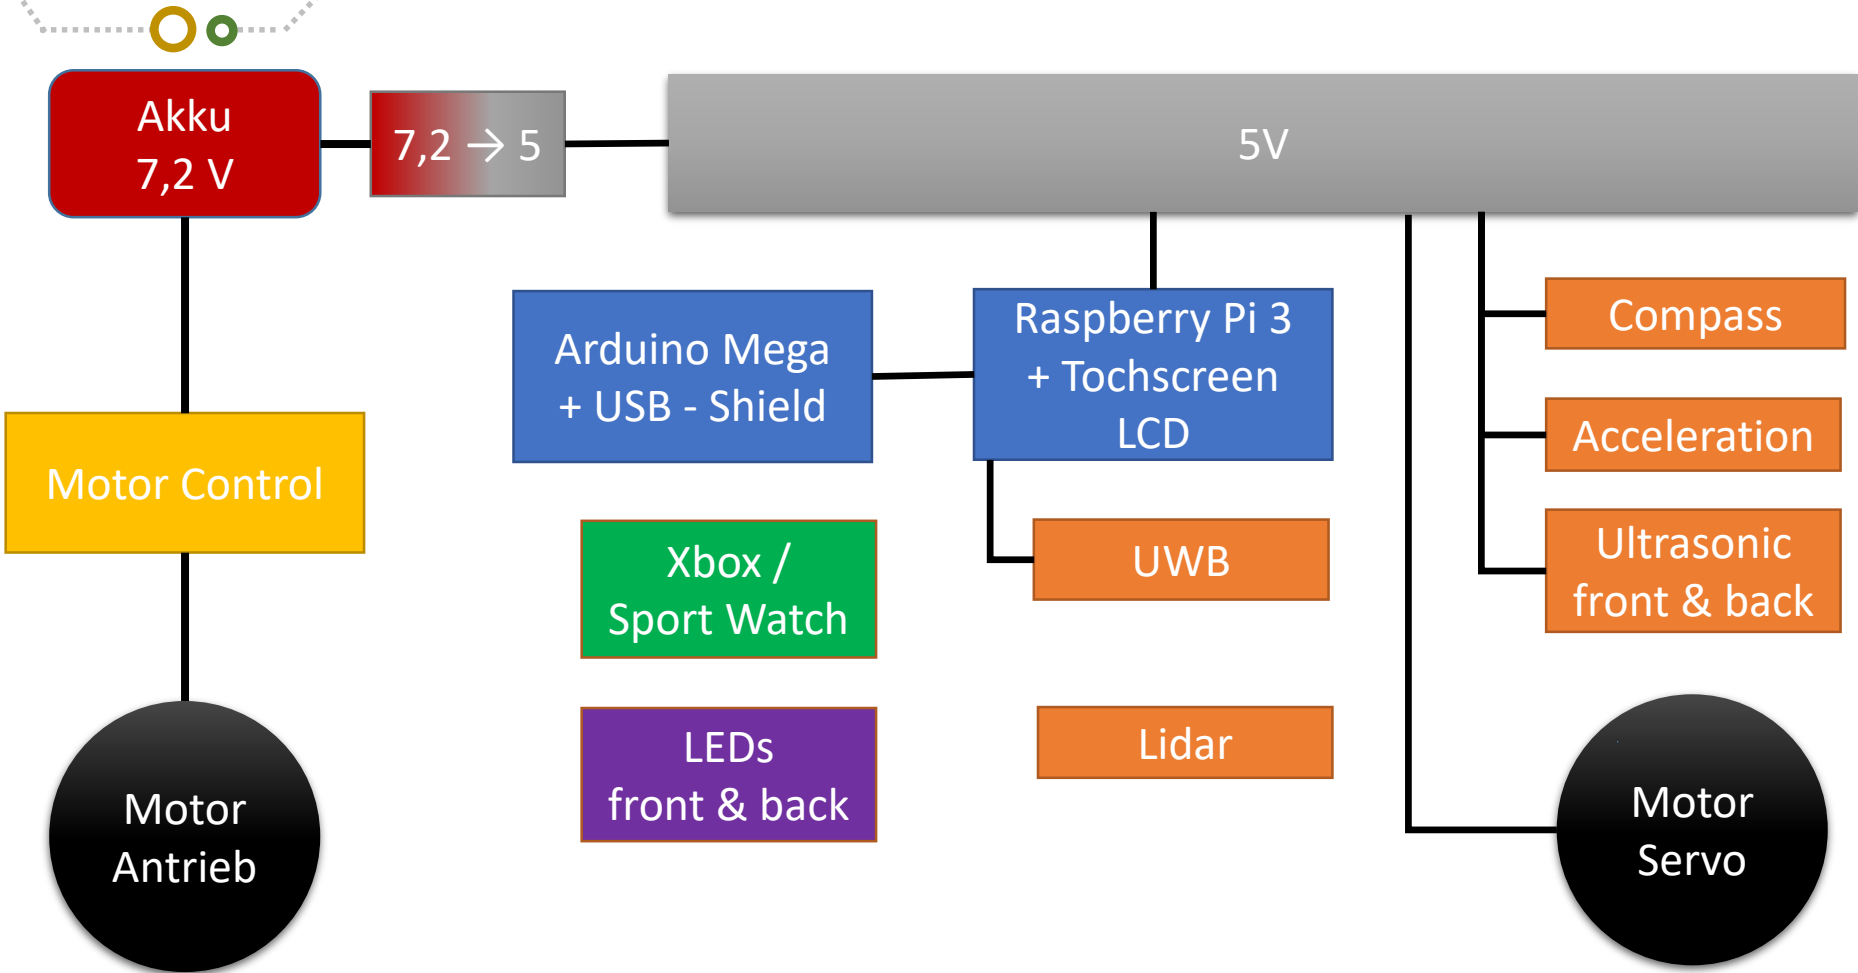 Akku
7,2 V
7,2 → 5
5V
Arduino Mega
+ USB - Shield
Raspberry Pi 3
+ Tochscreen
LCD
Compass
Acceleration
Ultrasonic
front & back
Motor Control
Xbox /
Sport Watch
UWB
LEDs
front & back
Lidar
Motor
Antrieb
Motor
Servo